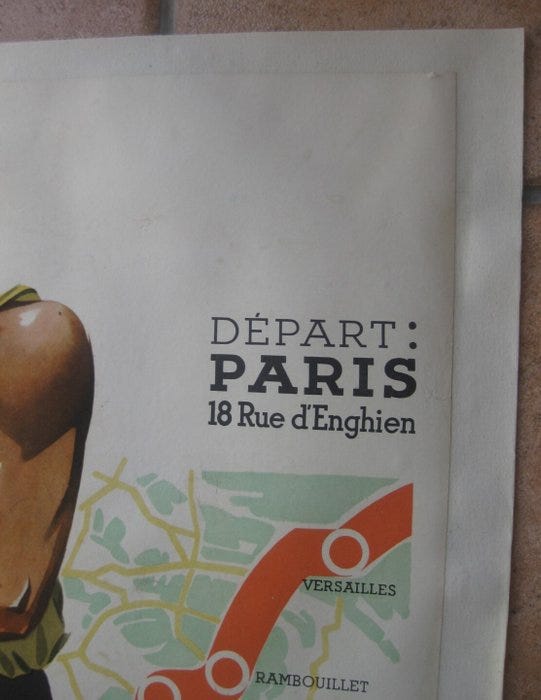 DÉPART:
PARIS
18 Rue d'Enghien
VERSAILLES
RAMBOUILLET